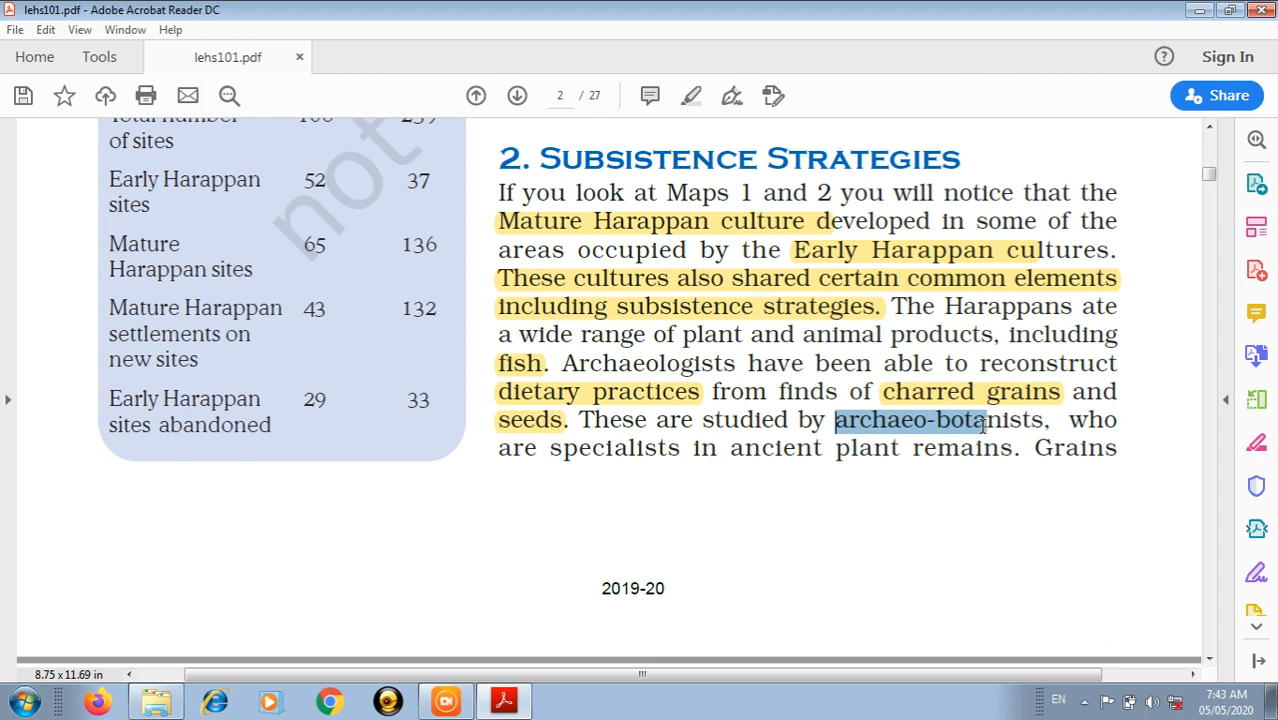 lehs101.pdf - Adobe Acrobat Reader DC
File Edit View Window Help
Home Tools lehs101.pdf × ? Sign In
2 / 27 Share
Total number 106 239
of sites
Early Harappan 52 37
sites
Mature 65 136
Harappan sites
Mature Harappan 43 132
settlements on
new sites
Early Harappan 29 33
sites abandoned
not
2. SUBSISTENCE STRATEGIES
If you look at Maps 1 and 2 you will notice that the
Mature Harappan culture developed in some of the
areas occupied by the Early Harappan cultures.
These cultures also shared certain common elements
including subsistence strategies. The Harappans ate
a wide range of plant and animal products, including
fish. Archaeologists have been able to reconstruct
dietary practices from finds of charred grains and
seeds. These are studied by archaeo-botanists, who
are specialists in ancient plant remains. Grains
2019-20
8.75 x 11.69 in
EN 7:43 AM
05/05/2020